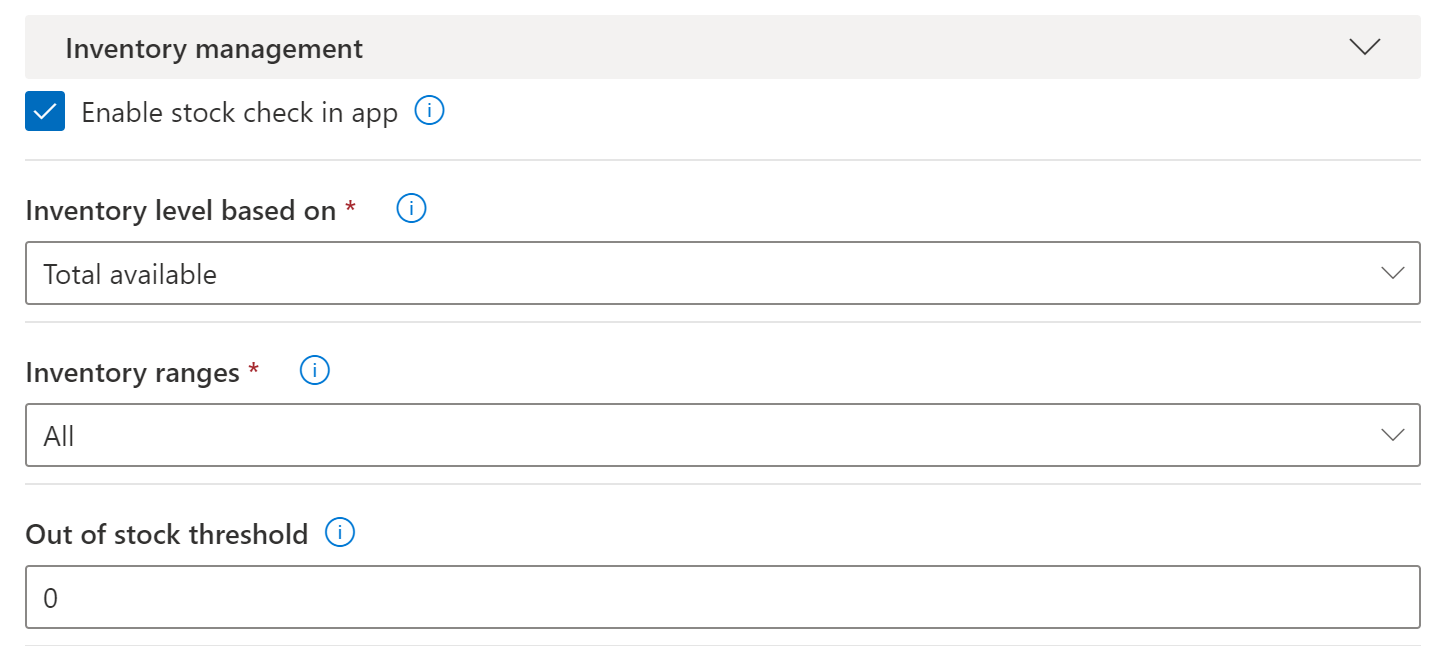 Inventory management
Enable stock check in app
Inventory level based on *
Total available
Inventory ranges *
All
Out of stock threshold
0